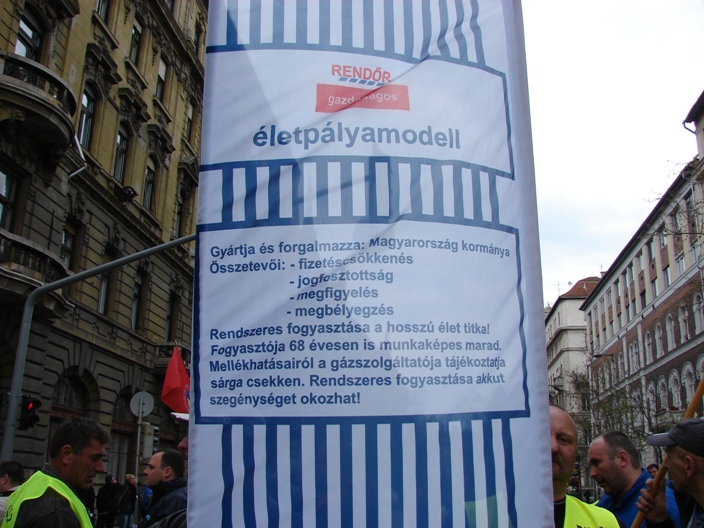 RENDŐR
gazdaságos
életpályamodell
Gyártja és forgalmazza: Magyarország kormánya
Összetevői: - fizetéscsökkenés
- jogfosztottság
- megfigyelés
- megbélyegzés
Rendszeres fogyasztása a hosszú élet titka!
Fogyasztója 68 évesen is munkaképes marad.
Mellékhatásairól a gázszolgáltatója tájékoztatja
sárga csekken. Rendszeres fogyasztása akkut
szegénységet okozhat!